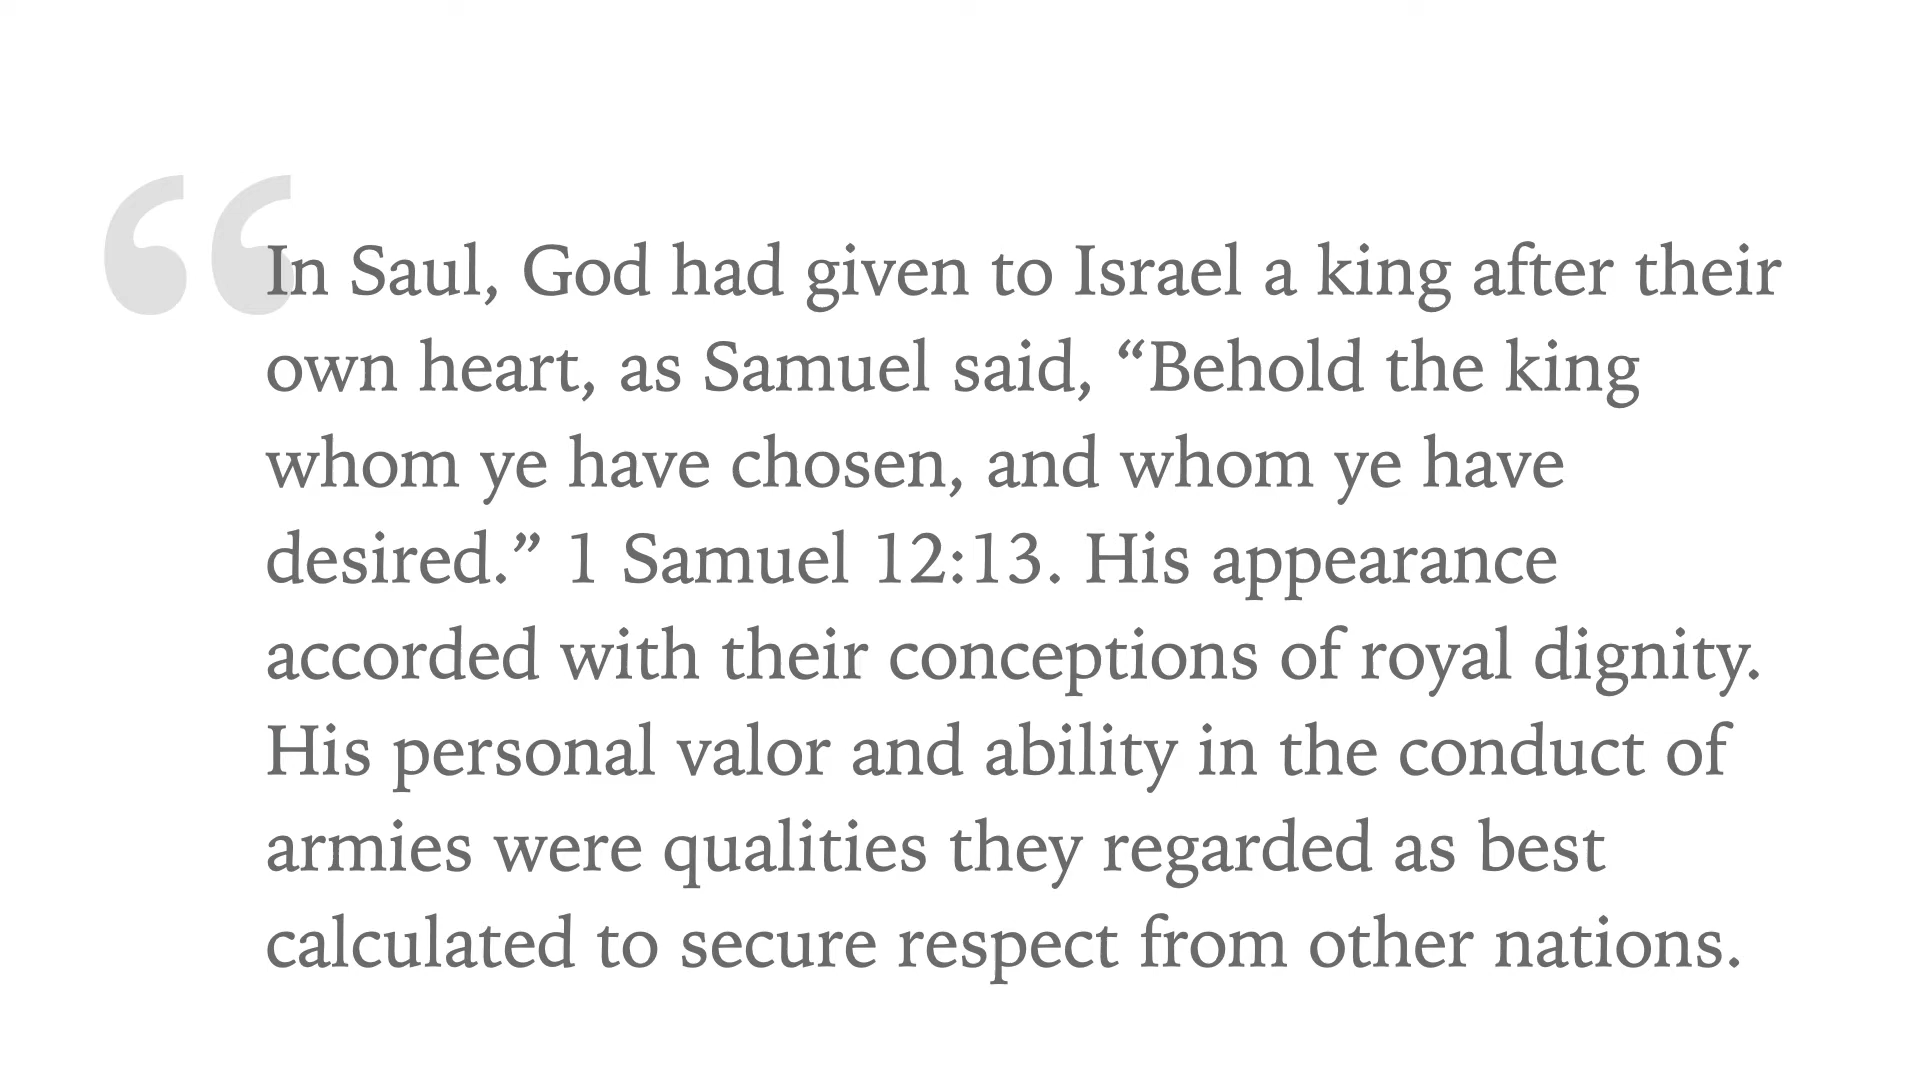 “
In Saul, God had given to Israel a king after their
own heart, as Samuel said, “Behold the king
whom ye have chosen, and whom ye have
desired.” 1 Samuel 12:13. His appearance
accorded with their conceptions of royal dignity.
His personal valor and ability in the conduct of
armies were qualities they regarded as best
calculated to secure respect from other nations.